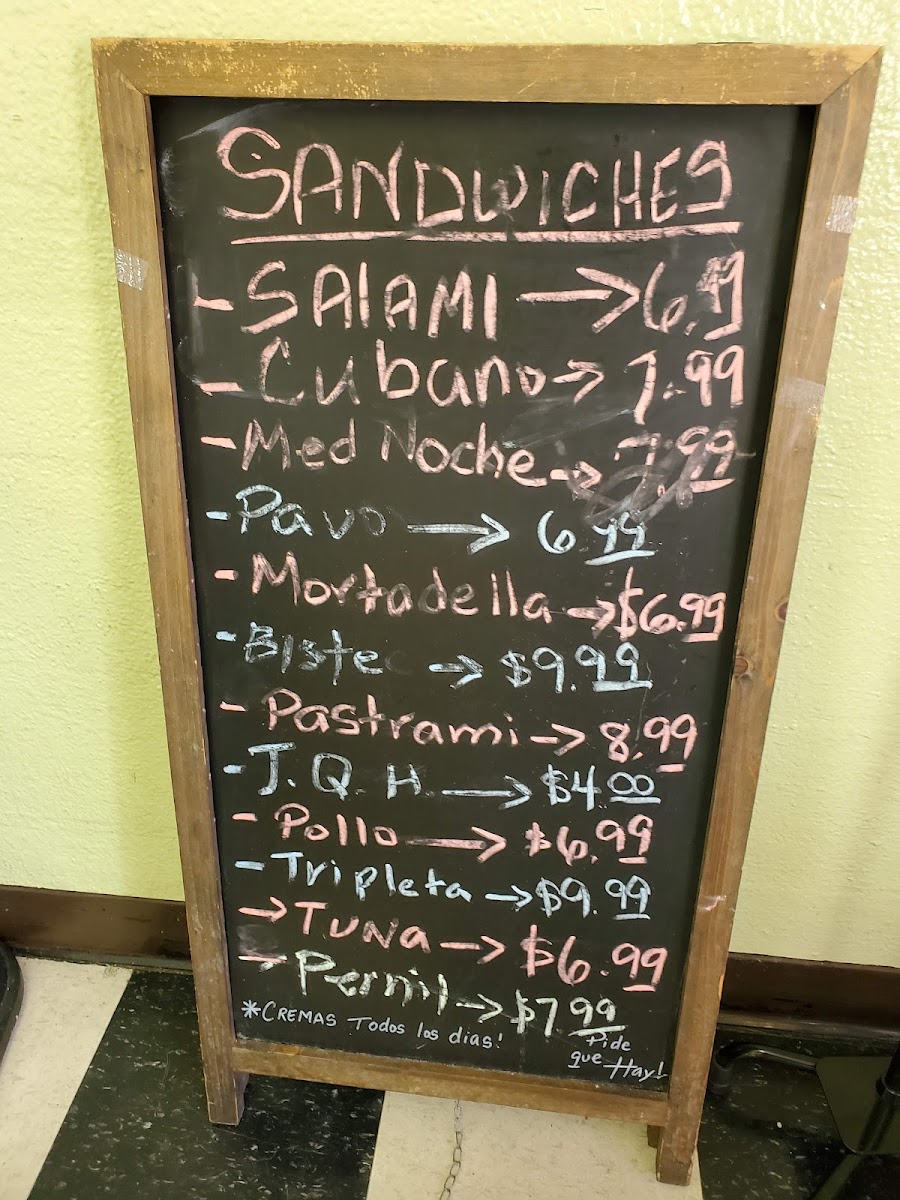 SANDWICHES
- SAlAMI → 6.99
- Cubano → 7.99
- Med Noche → 7.99
- Pavo → 6.99
- Mortadella → $6.99
- Bistec → $9.99
- Pastrami → 8.99
- J.Q.H → $4.00
- Pollo → $6.99
- Tripleta → $9.99
→ TUNA → $6.99
→ Pernil → $7.99
*CREMAS Todos los dias!
Pide
que Hay!